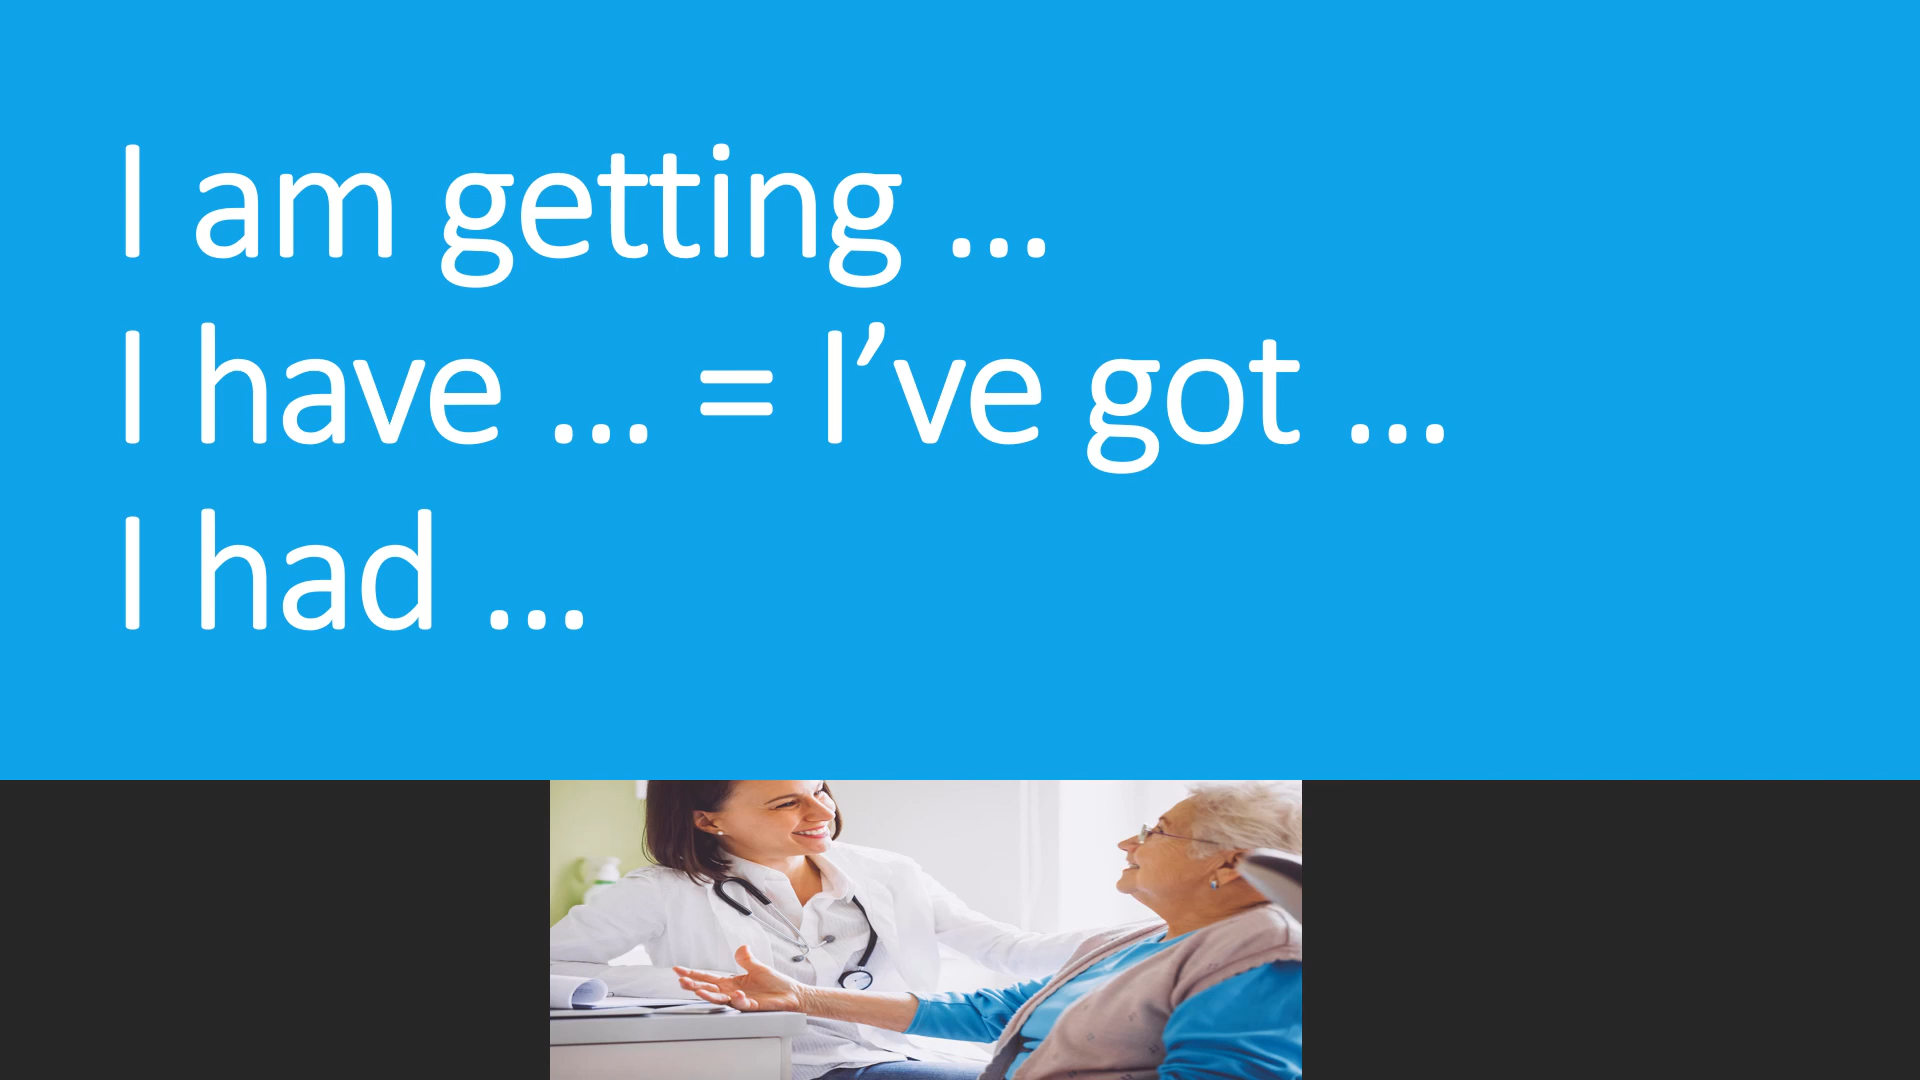 I am getting …
I have … = I’ve got …
I had …